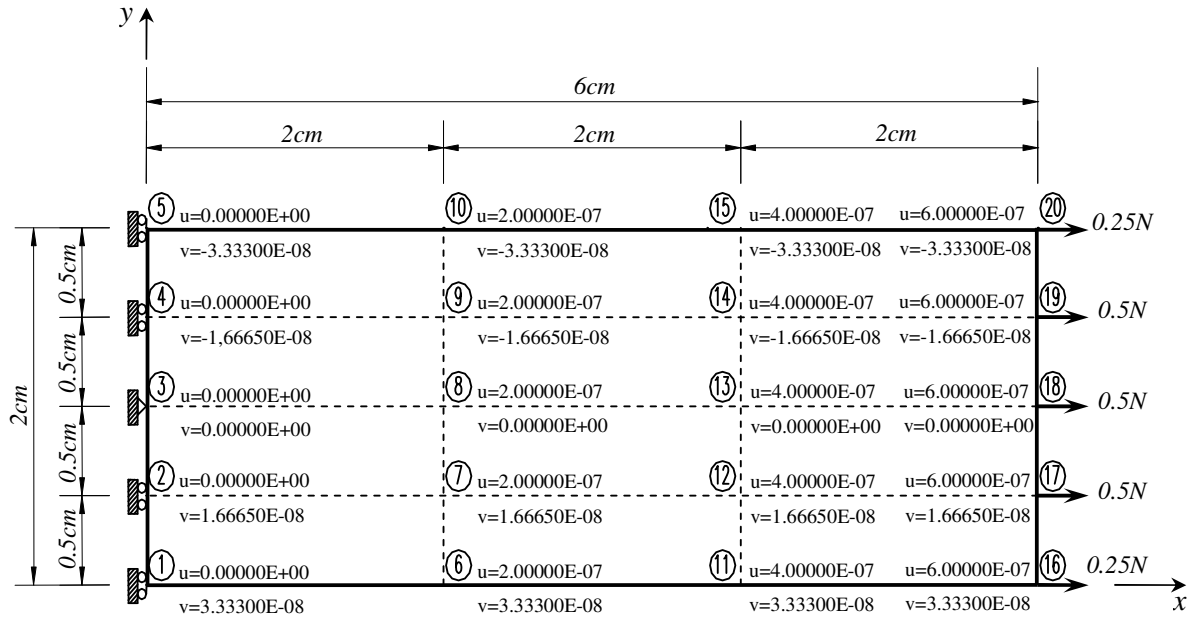 y
6cm
2cm 2cm 2cm
5 u=0.00000E+00 10 u=2.00000E-07 15 u=4.00000E-07 u=6.00000E-07 20 0.25N
v=-3.33300E-08 v=-3.33300E-08 v=-3.33300E-08 v=-3.33300E-08
0.5cm
4 u=0.00000E+00 9 u=2.00000E-07 14 u=4.00000E-07 u=6.00000E-07 19 0.5N
v=-1,66650E-08 v=-1.66650E-08 v=-1.66650E-08 v=-1.66650E-08
0.5cm
2cm
3 u=0.00000E+00 8 u=2.00000E-07 13 u=4.00000E-07 u=6.00000E-07 18 0.5N
v=0.00000E+00 v=0.00000E+00 v=0.00000E+00 v=0.00000E+00
0.5cm
2 u=0.00000E+00 7 u=2.00000E-07 12 u=4.00000E-07 u=6.00000E-07 17 0.5N
v=1.66650E-08 v=1.66650E-08 v=1.66650E-08 v=1.66650E-08
0.5cm
1 u=0.00000E+00 6 u=2.00000E-07 11 u=4.00000E-07 u=6.00000E-07 16 0.25N
v=3.33300E-08 v=3.33300E-08 v=3.33300E-08 v=3.33300E-08
x